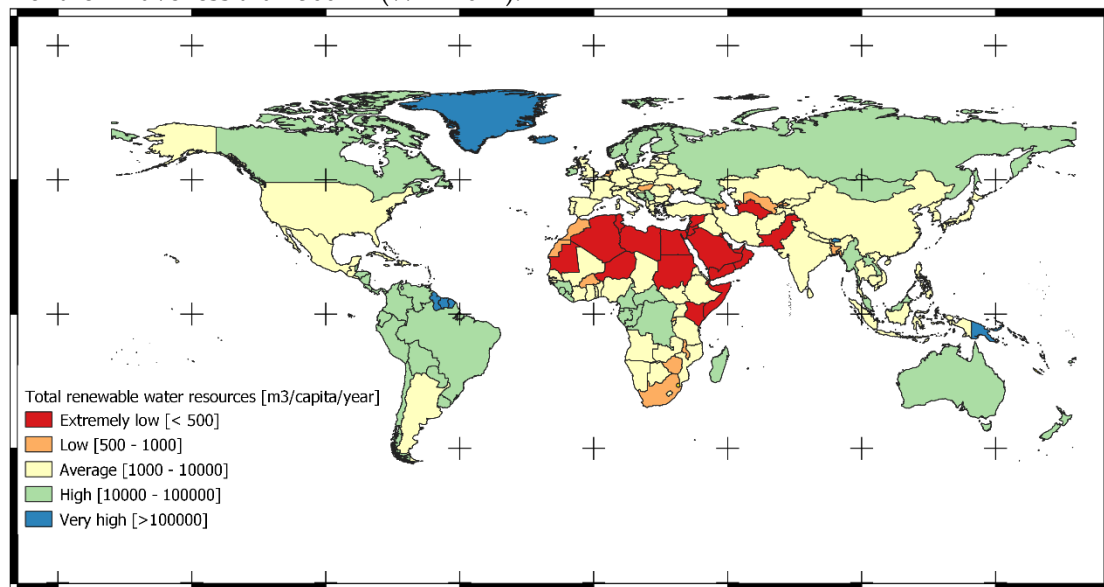 Total renewable water resources [m3/capita/year]
Extremely low [< 500]
Low [500 - 1000]
Average [1000 - 10000]
High [10000 - 100000]
Very high [>100000]